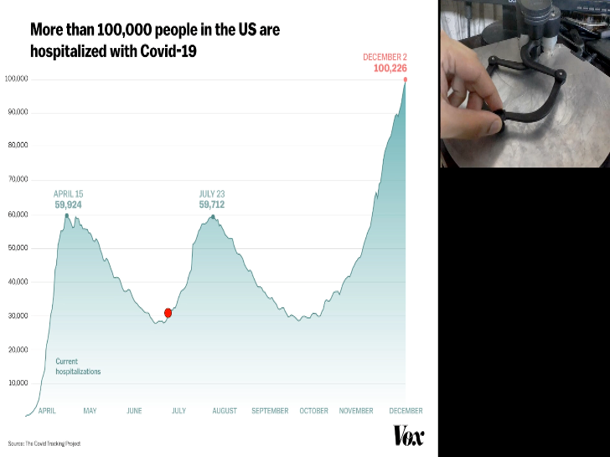 More than 100,000 people in the US are
hospitalized with Covid-19
DECEMBER 2
100,226
100,000
90,000
80,000
70,000
APRIL 15
59,924
JULY 23
59,712
60,000
50,000
40,000
30,000
20,000
Current
hospitalizations
10,000
APRIL MAY JUNE JULY AUGUST SEPTEMBER OCTOBER NOVEMBER DECEMBER
Source: The Covid Tracking Project
Vox